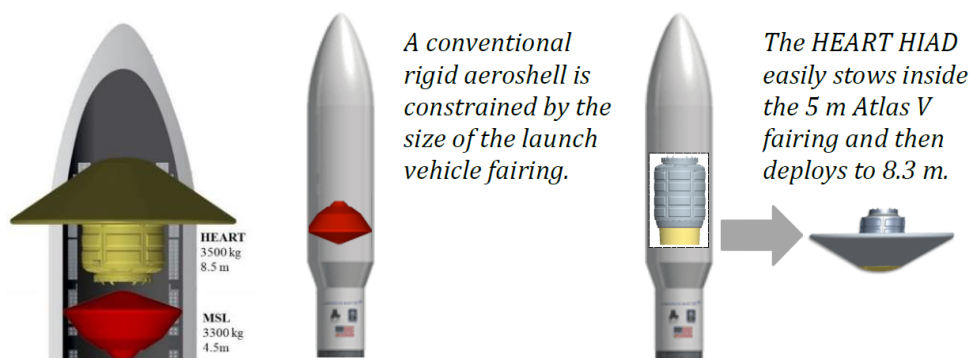 A conventional
rigid aeroshell is
constrained by the
size of the launch
vehicle fairing.
The HEART HIAD
easily stows inside
the 5 m Atlas V
fairing and then
deploys to 8.3 m.
HEART
3500 kg
8.5 m
MSL
3300 kg
4.5m